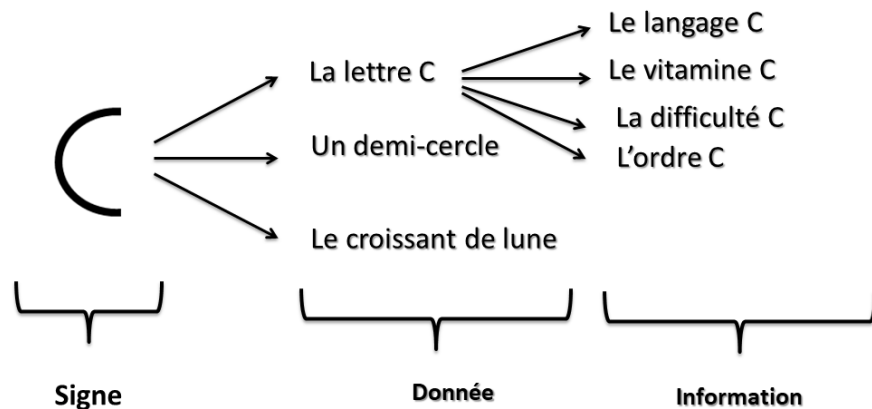 Le langage C
La lettre C
Le vitamine C
La difficulté C
Un demi-cercle
L'ordre C
Le croissant de lune
Signe
Donnée
Information